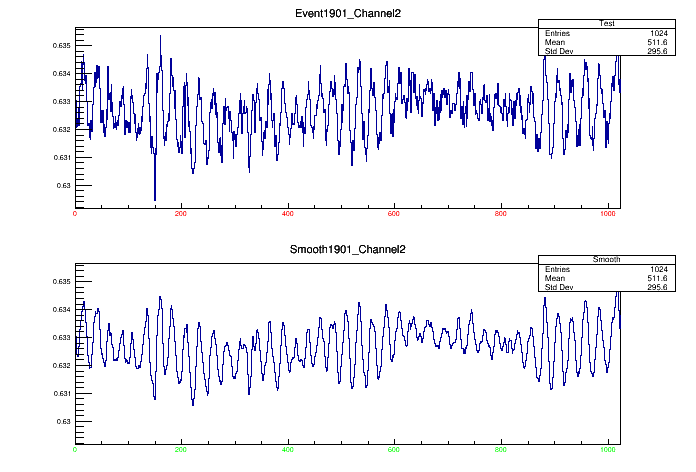 Event1901_Channel2
Test
Entries 1024
Mean 511.6
Std Dev 295.6
0.635
0.634
0.633
0.632
0.631
0.63
0 200 400 600 800 1000
Smooth1901_Channel2
Smooth
Entries 1024
Mean 511.6
Std Dev 295.6
0.635
0.634
0.633
0.632
0.631
0.63
0 200 400 600 800 1000